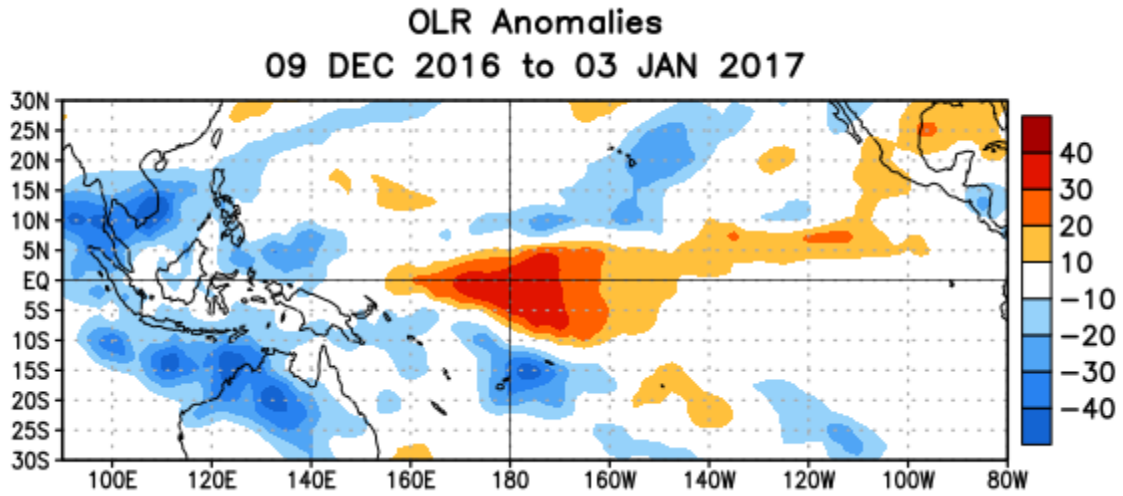 OLR Anomalies
09 DEC 2016 to 03 JAN 2017
30N
25N
20N
15N
10N
5N
EQ
5S
10S
15S
20S
25S
30S
100E 120E 140E 160E 180 160W 140W 120W 100W 80W
40
30
20
10
-10
-20
-30
-40